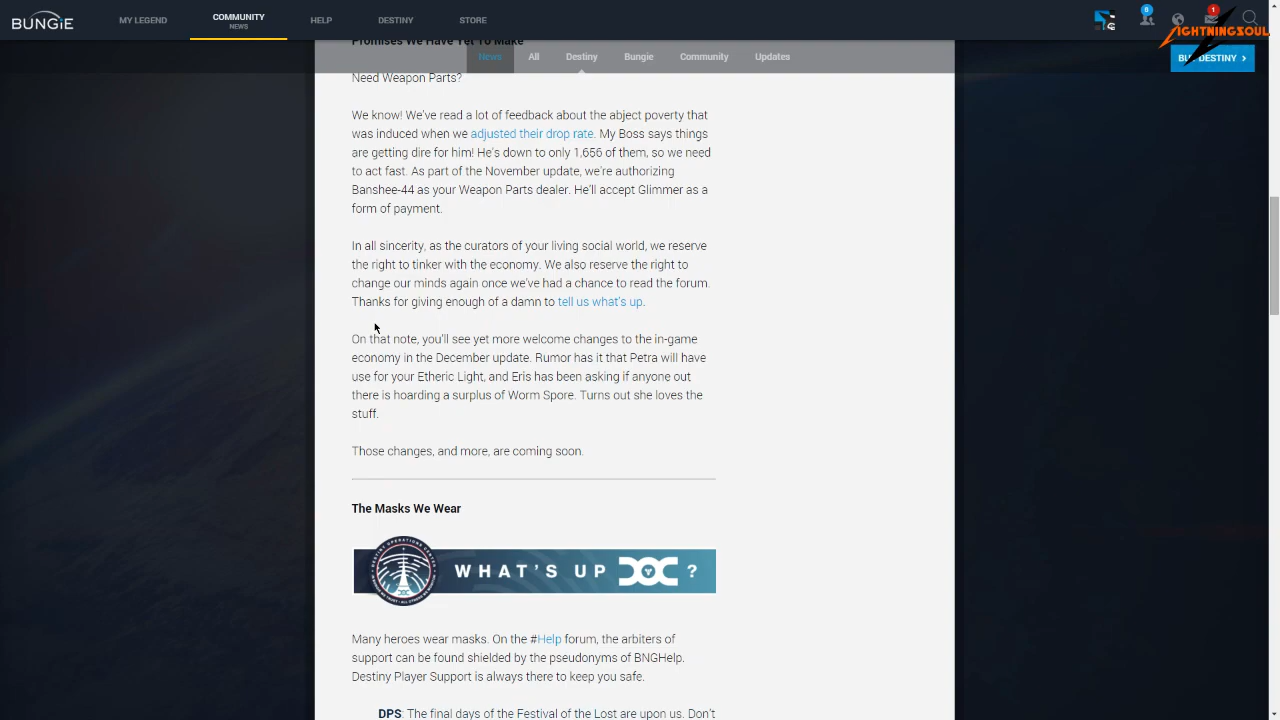 BUNGiE
MY LEGEND
COMMUNITY
NEWS
HELP
DESTINY
STORE
8
1
LIGHTNINGSOUL
Promises We Have Yet To Make
News
All
Destiny
Bungie
Community
Updates
BUY DESTINY
Need Weapon Parts?
We know! We've read a lot of feedback about the abject poverty that
was induced when we adjusted their drop rate. My Boss says things
are getting dire for him! He's down to only 1,656 of them, so we need
to act fast. As part of the November update, we're authorizing
Banshee-44 as your Weapon Parts dealer. He'll accept Glimmer as a
form of payment.
In all sincerity, as the curators of your living social world, we reserve
the right to tinker with the economy. We also reserve the right to
change our minds again once we've had a chance to read the forum.
Thanks for giving enough of a damn to tell us what's up.
On that note, you'll see yet more welcome changes to the in-game
economy in the December update. Rumor has it that Petra will have
use for your Etheric Light, and Eris has been asking if anyone out
there is hoarding a surplus of Worm Spore. Turns out she loves the
stuff.
Those changes, and more, are coming soon.
The Masks We Wear
WHAT'S UP DOC ?
Many heroes wear masks. On the #Help forum, the arbiters of
support can be found shielded by the pseudonyms of BNGHelp.
Destiny Player Support is always there to keep you safe.
DPS: The final days of the Festival of the Lost are upon us. Don't